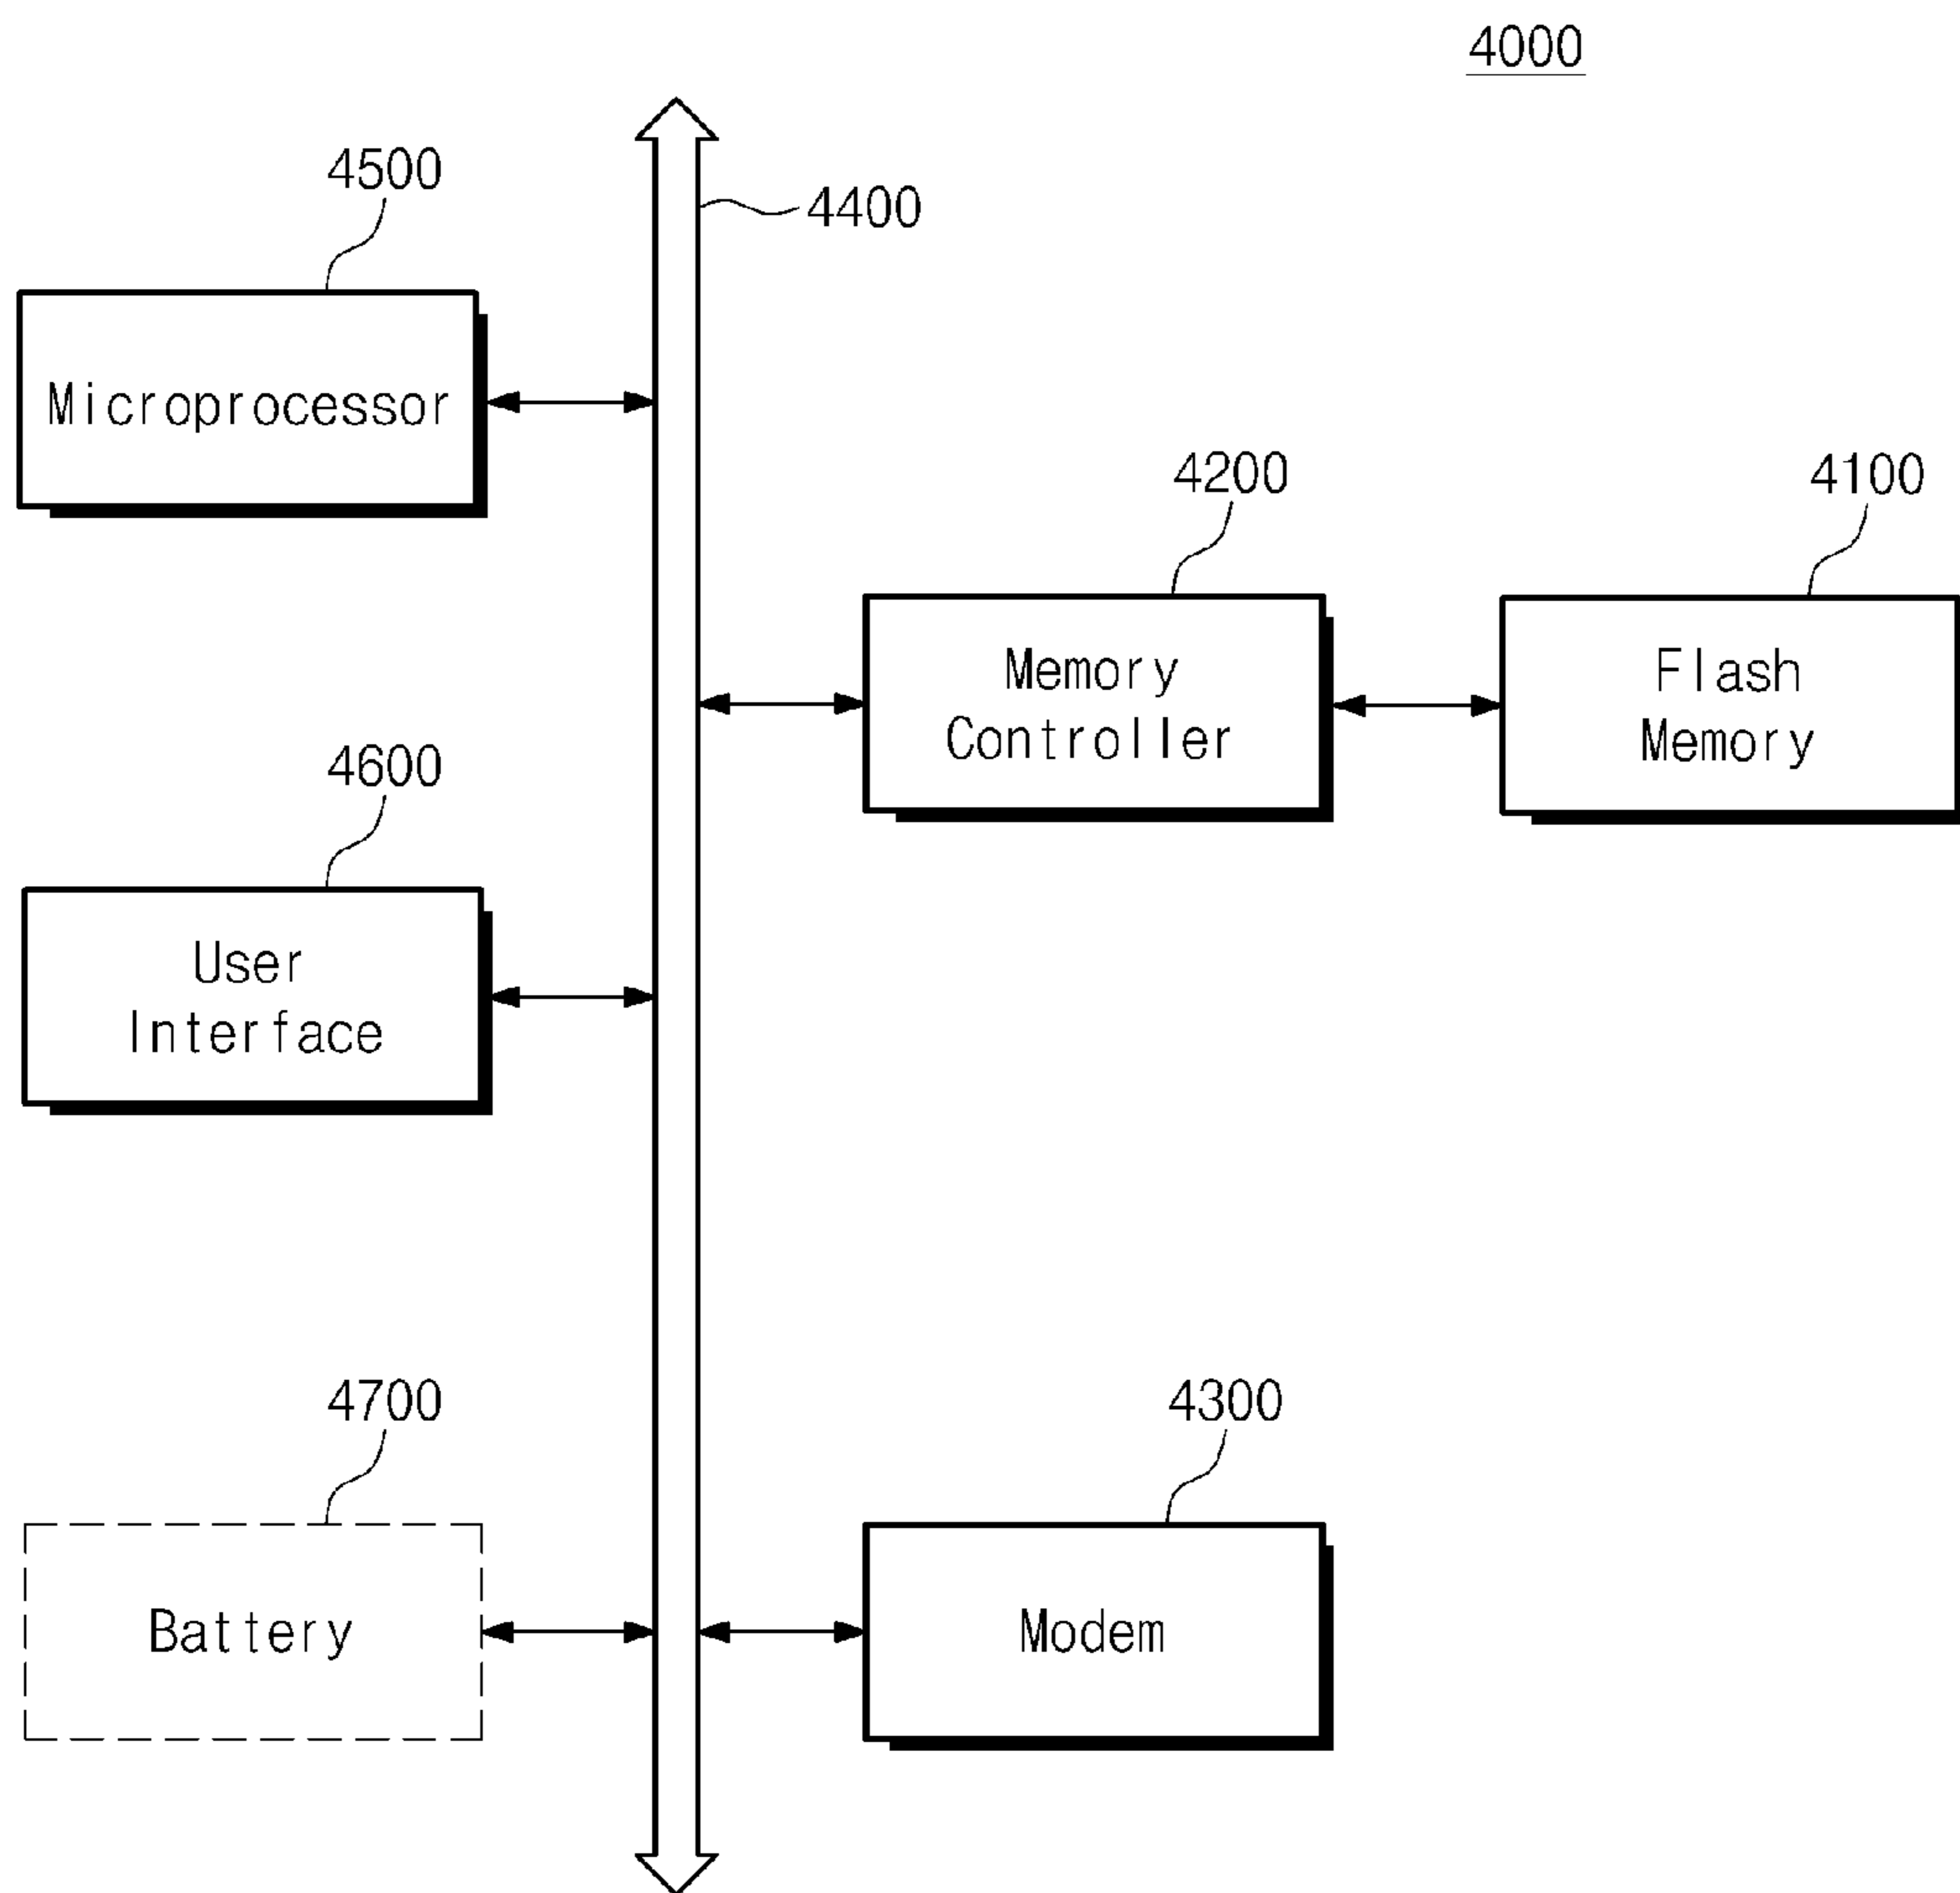 4000
4500
4400
Microprocessor
4200
4100
Memory
Controller
Flash
Memory
4600
User
Interface
4700
4300
Battery
Modem